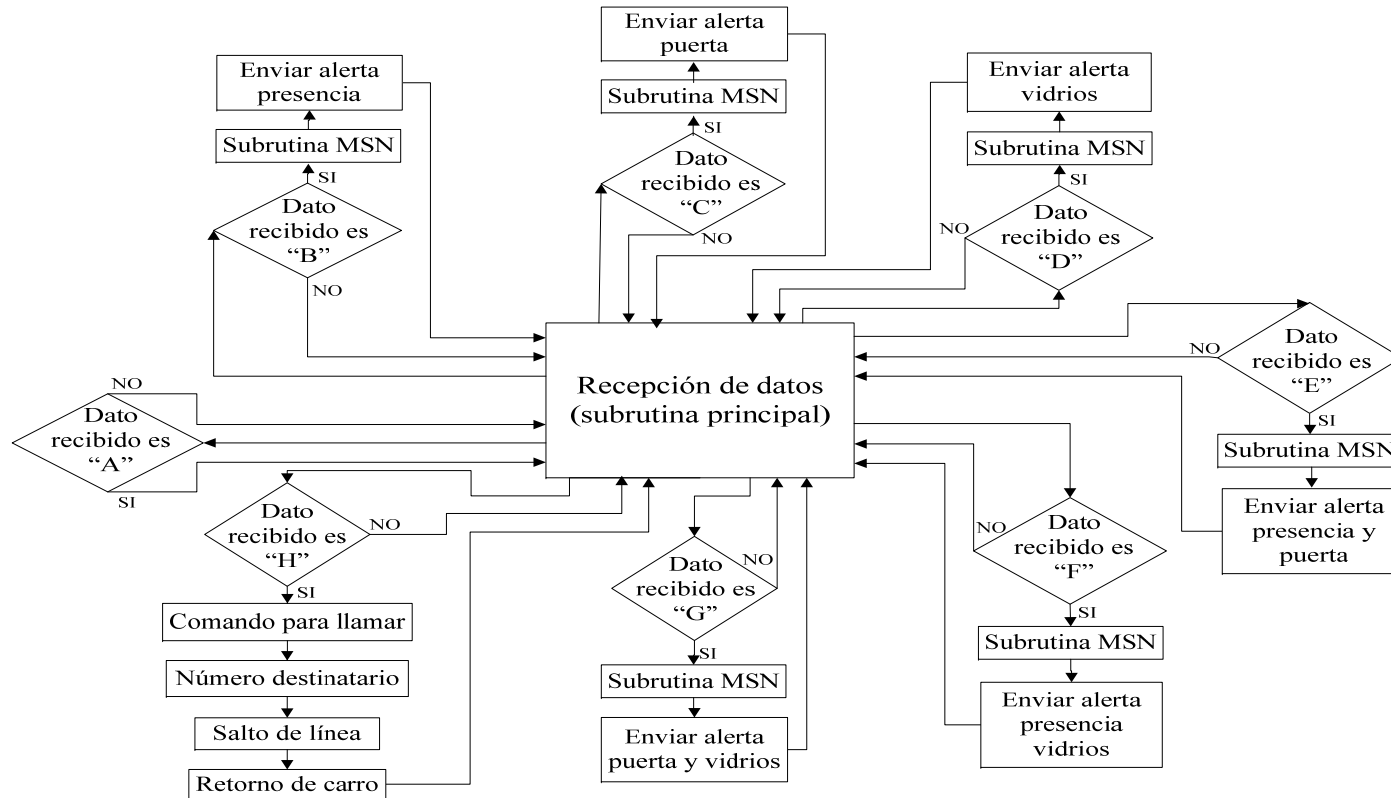 Enviar alerta
puerta
Subrutina MSN
SI
Dato
recibido es
“C”
NO
Enviar alerta
presencia
Subrutina MSN
SI
Dato
recibido es
“B”
NO
Enviar alerta
vidrios
Subrutina MSN
SI
Dato
recibido es
“D”
NO
Recepción de datos
(subrutina principal)
NO
Dato
recibido es
“E”
SI
Subrutina MSN
Enviar alerta
presencia y
puerta
NO
Dato
recibido es
“A”
SI
Dato
recibido es
“H”
NO
SI
Comando para llamar
Número destinatario
Salto de línea
Retorno de carro
Dato
recibido es
“G”
NO
SI
Subrutina MSN
Enviar alerta
puerta y vidrios
NO
Dato
recibido es
“F”
SI
Subrutina MSN
Enviar alerta
presencia
vidrios